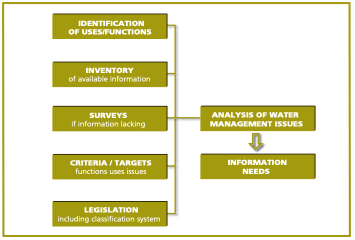 IDENTIFICATION
OF USES/FUNCTIONS
INVENTORY
of available information
SURVEYS
if information lacking
CRITERIA / TARGETS
functions uses issues
LEGISLATION
including classification system
ANALYSIS OF WATER
MANAGEMENT ISSUES
INFORMATION
NEEDS